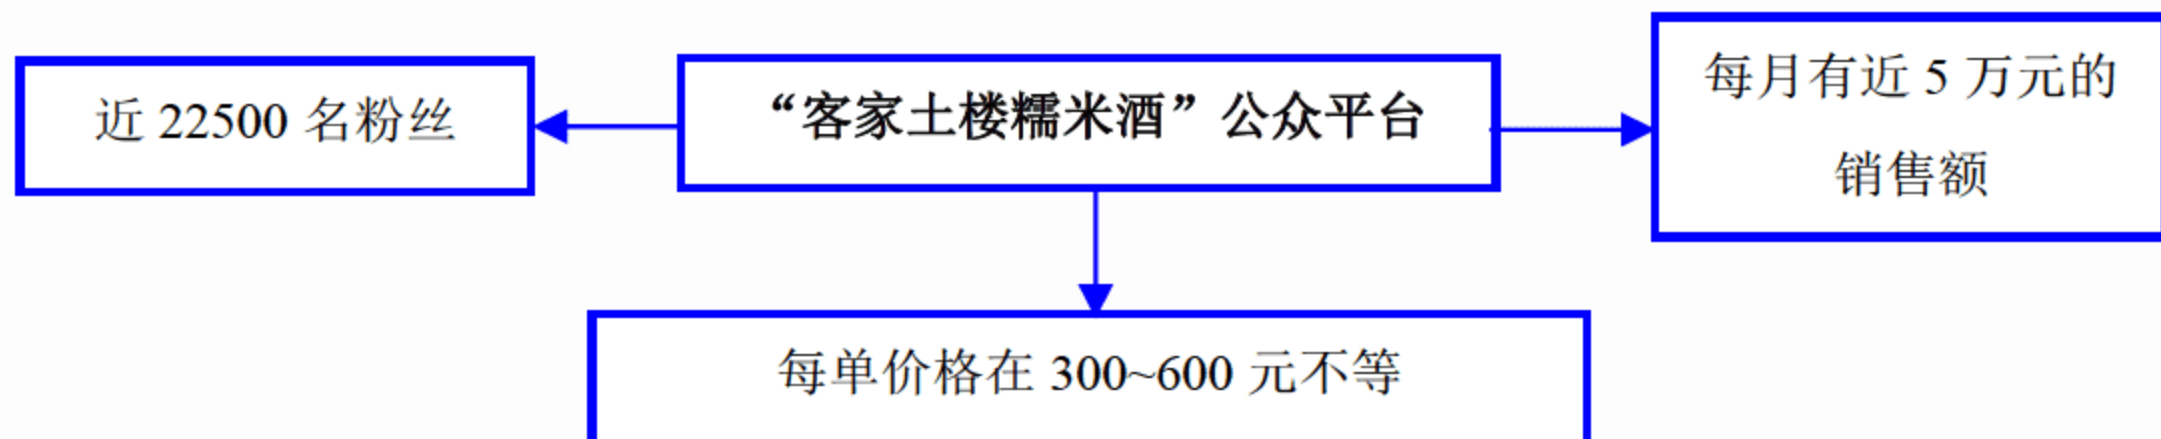 近 22500 名粉丝
“客家土楼糯米酒”公众平台
每月有近 5 万元的
销售额
每单价格在 300~600 元不等